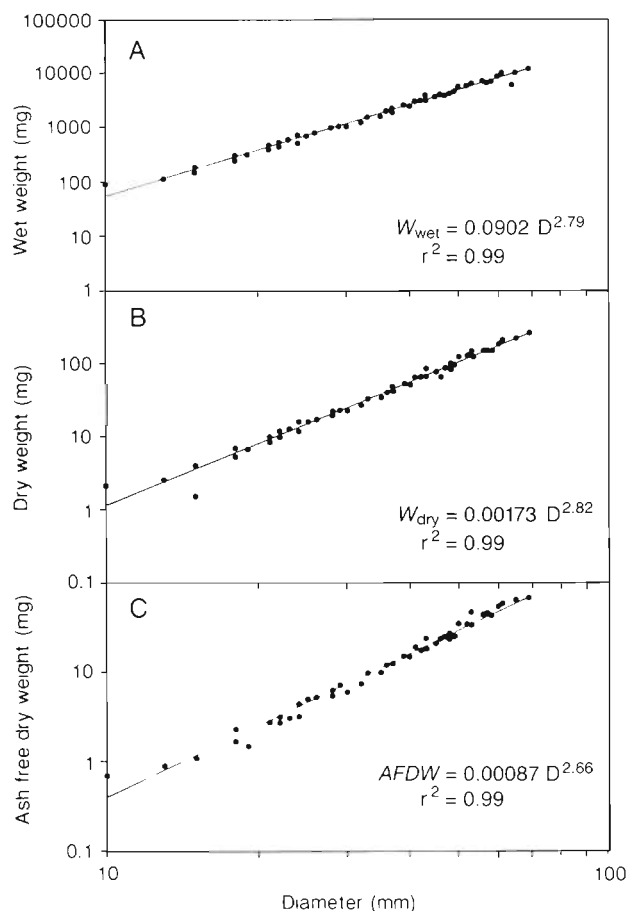 A
100000
10000
1000
100
10
1
Wet weight (mg)
W_wet = 0.0902 D^2.79
r^2 = 0.99
B
100
10
1
0.1
Dry weight (mg)
W_dry = 0.00173 D^2.82
r^2 = 0.99
C
10
1
0.1
Ash free dry weight (mg)
AFDW = 0.00087 D^2.66
r^2 = 0.99
10 100
Diameter (mm)